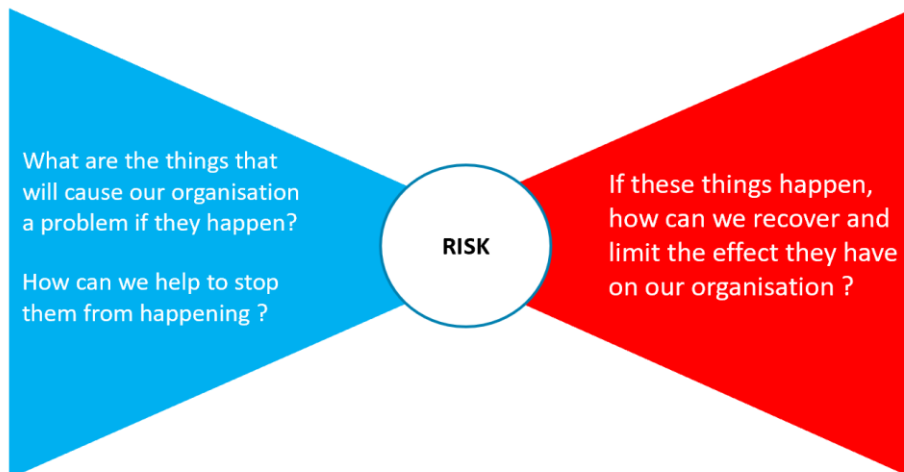 What are the things that
will cause our organisation
a problem if they happen?
How can we help to stop
them from happening ?
RISK
If these things happen,
how can we recover and
limit the effect they have
on our organisation ?